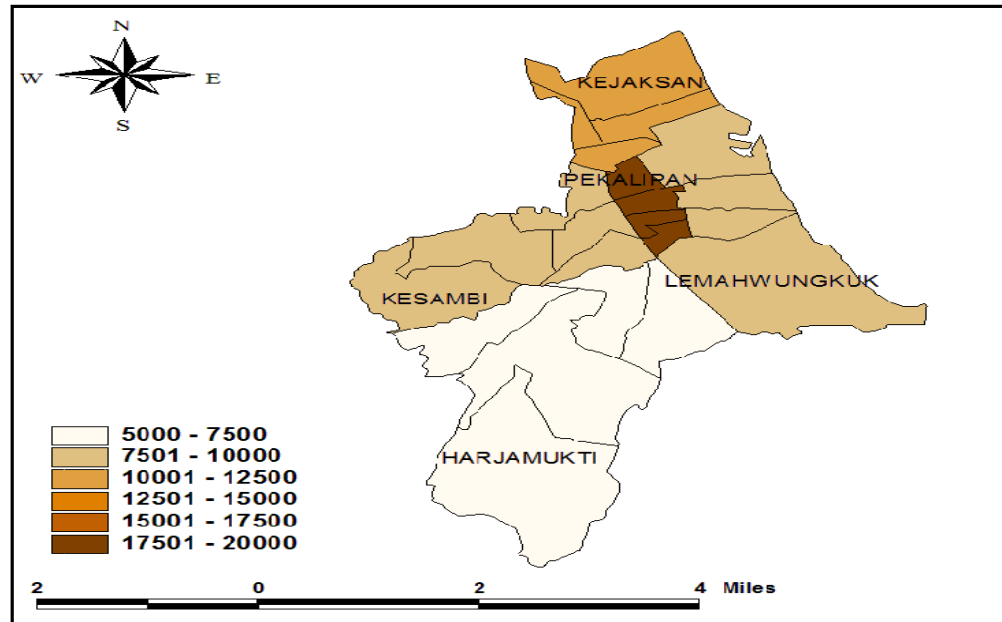 N
W E
S
KEJAKSAN
PEKALIPAN
LEMAHWUNGKUK
KESAMBI
HARJAMUKTI
5000 - 7500
7501 - 10000
10001 - 12500
12501 - 15000
15001 - 17500
17501 - 20000
2 0 2 4 Miles